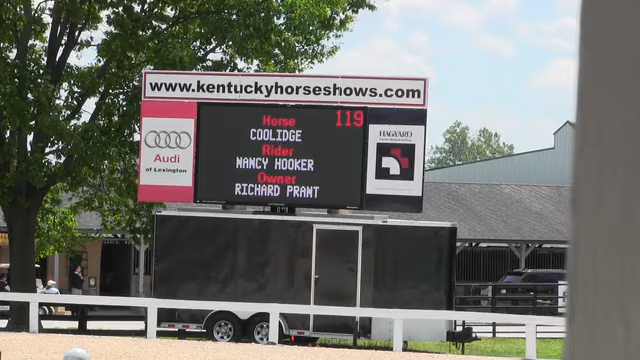 www.kentuckyhorseshows.com
Horse 119
COOLIDGE
Rider
NANCY HOOKER
Owner
RICHARD PRANT
Audi
of Lexington
HAGYARD